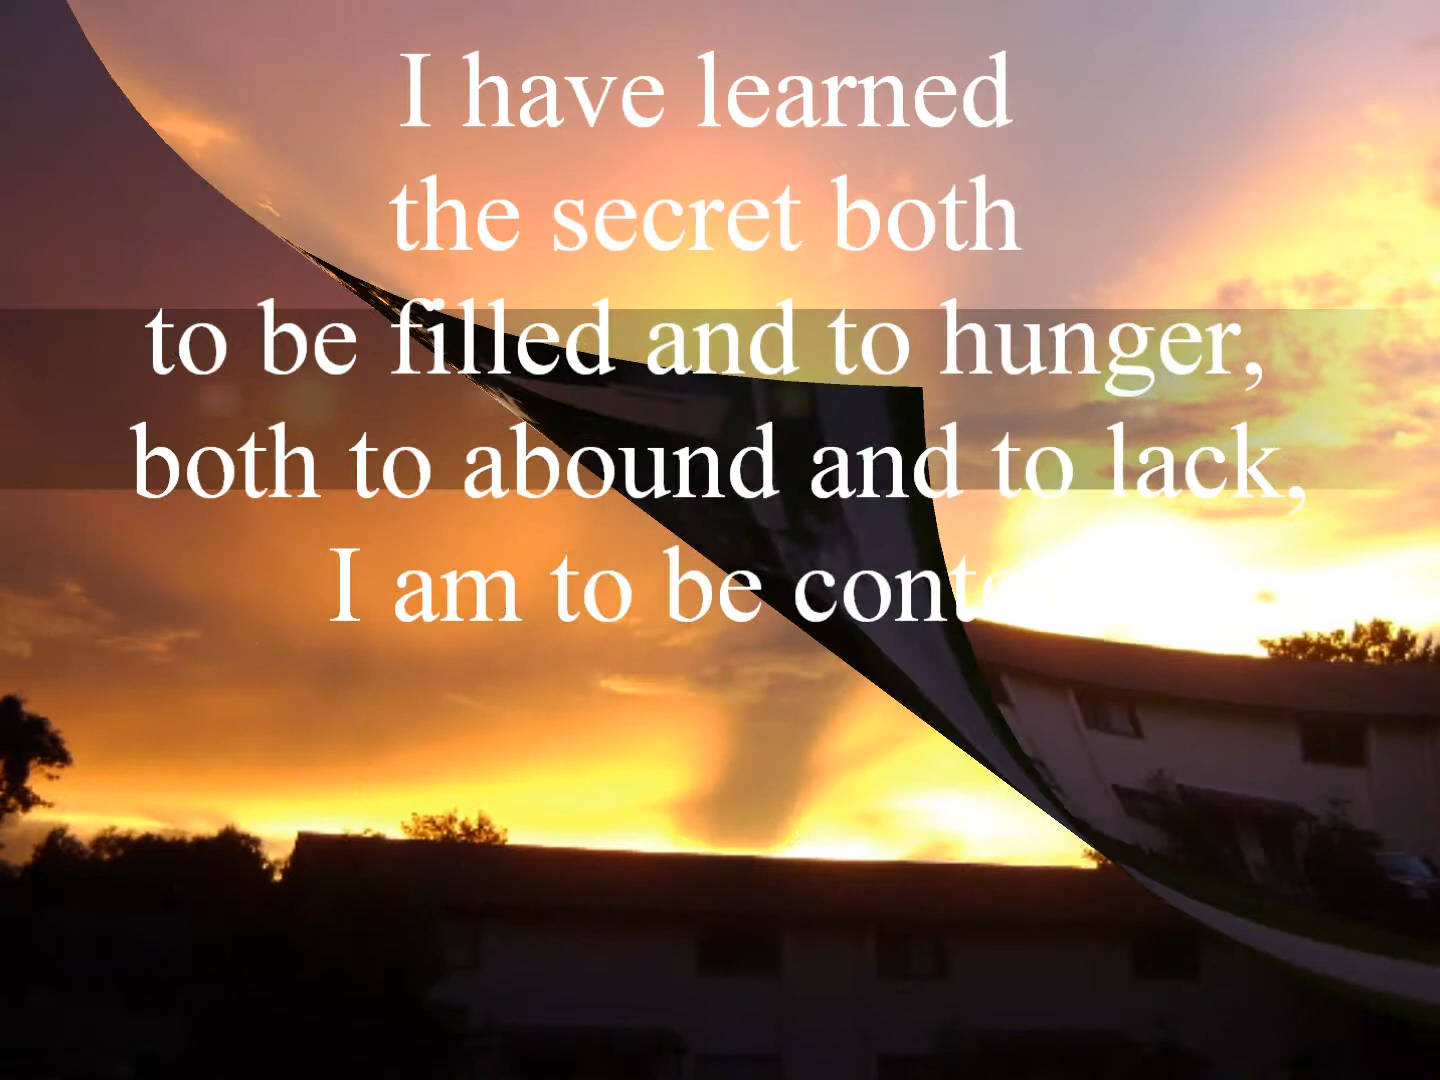 I have learned
the secret both
to be filled and to hunger,
both to abound and to lack,
I am to be